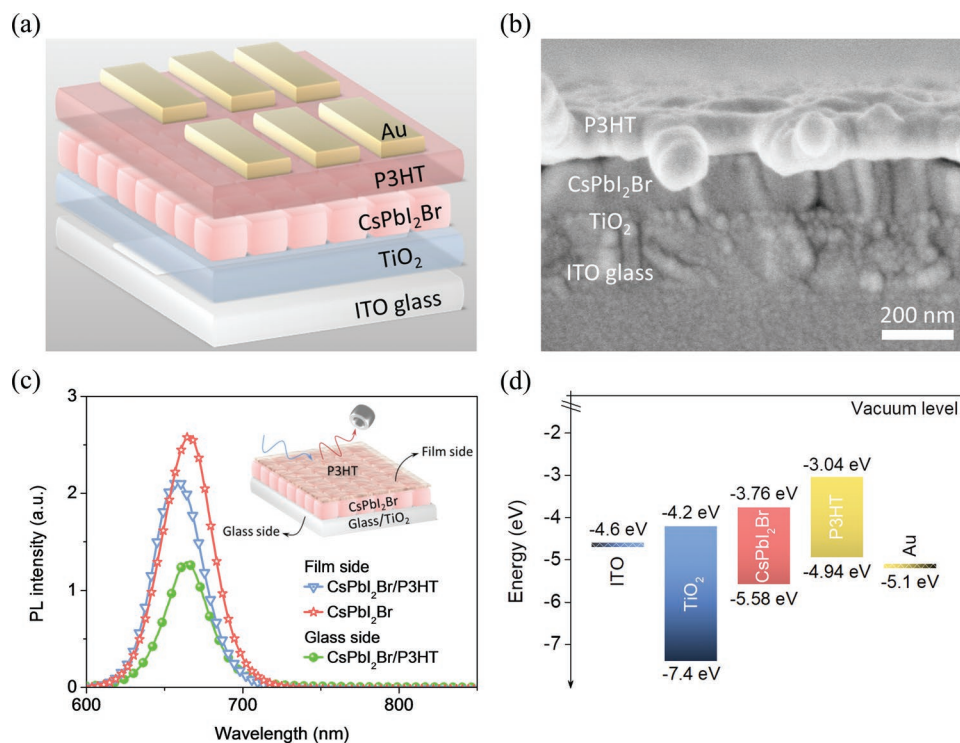 (a)
Au
P3HT
CsPbI₂Br
TiO₂
ITO glass
(b)
P3HT
CsPbI₂Br
TiO₂
ITO glass
200 nm
(c)
PL intensity (a.u.)
3
2
1
0
600
700
800
Wavelength (nm)
P3HT
Film side
CsPbI₂Br
Glass/TiO₂
Glass side
Film side
CsPbI₂Br/P3HT
CsPbI₂Br
Glass side
CsPbI₂Br/P3HT
(d)
Energy (eV)
-2
-3
-4
-5
-6
-7
Vacuum level
-4.6 eV
ITO
-4.2 eV
TiO₂
-7.4 eV
-3.76 eV
CsPbI₂Br
-5.58 eV
-3.04 eV
P3HT
-4.94 eV
Au
-5.1 eV